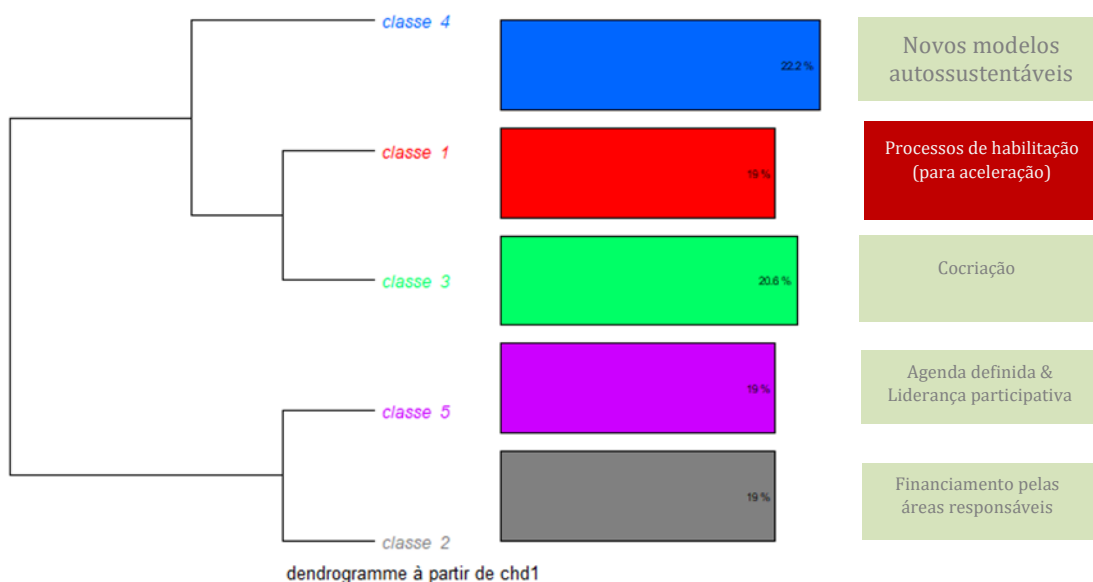 classe 4
22.2 %
Novos modelos
autossustentáveis
classe 1
19 %
Processos de habilitação
(para aceleração)
classe 3
20.6 %
Cocriação
classe 5
19 %
Agenda definida &
Liderança participativa
classe 2
19 %
Financiamento pelas
áreas responsáveis
dendrogramme à partir de chd1